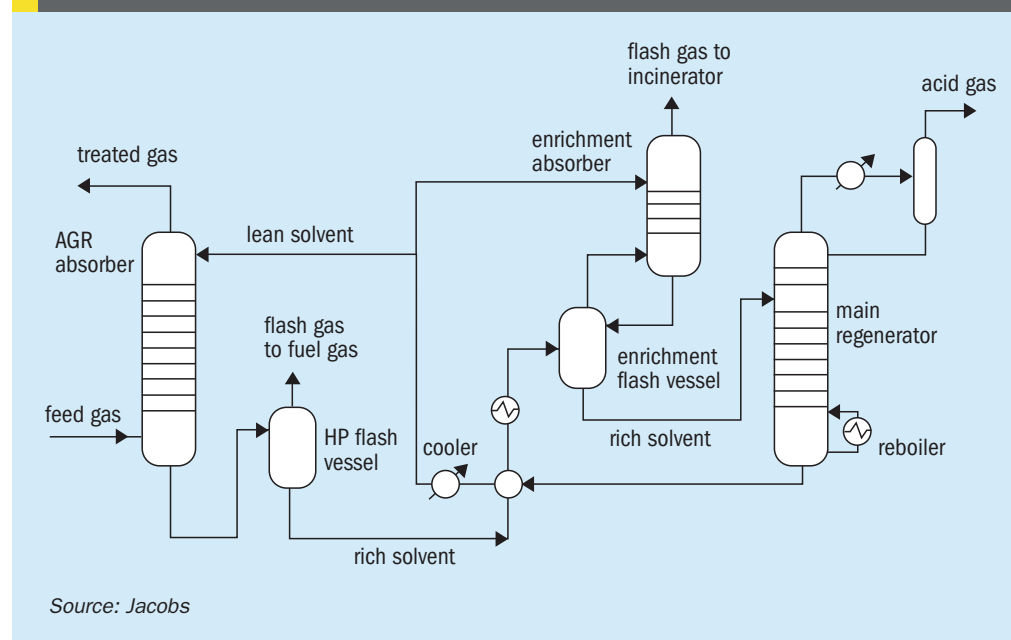 flash gas to
incinerator
acid gas
enrichment
absorber
treated gas
AGR
absorber
lean solvent
flash gas
to fuel gas
main
regenerator
enrichment
flash vessel
feed gas
HP flash
vessel
cooler
rich solvent
reboiler
rich solvent
Source: Jacobs